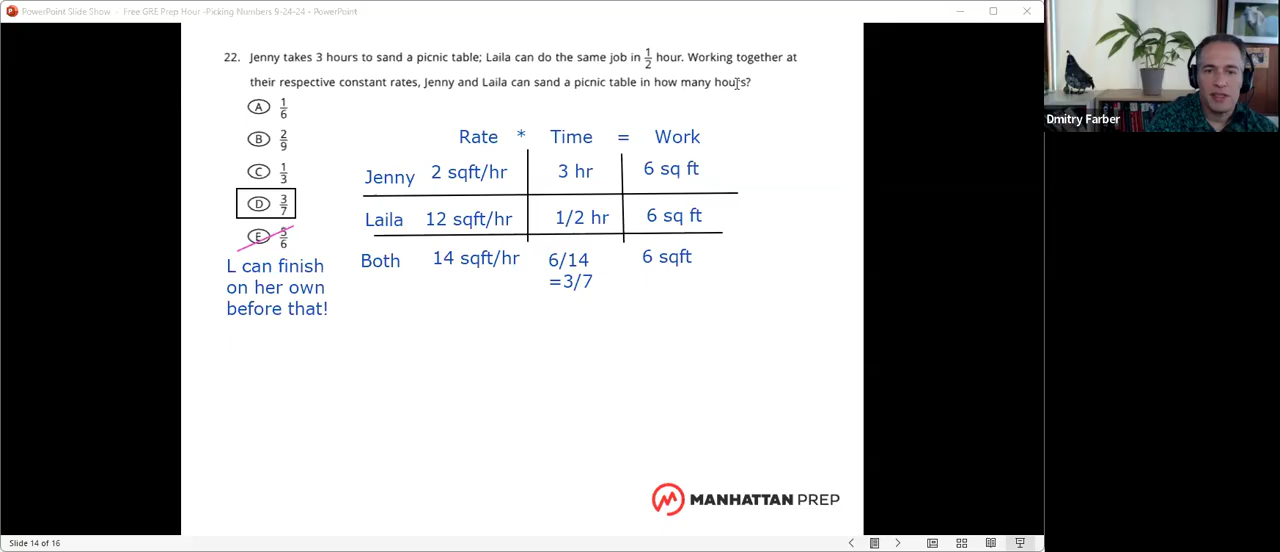 PowerPoint Slide Show - Free GRE Prep Hour -Picking Numbers 9-24-24 - PowerPoint
22. Jenny takes 3 hours to sand a picnic table; Laila can do the same job in 1/2 hour. Working together at
their respective constant rates, Jenny and Laila can sand a picnic table in how many hours?
A 1/6
B 2/9
C 1/3
D 3/7
E 5/6
L can finish
on her own
before that!
Rate * Time = Work
Jenny 2 sqft/hr 3 hr 6 sq ft
Laila 12 sqft/hr 1/2 hr 6 sq ft
Both 14 sqft/hr 6/14 6 sqft
=3/7
MANHATTAN PREP
Slide 14 of 16
Dmitry Farber